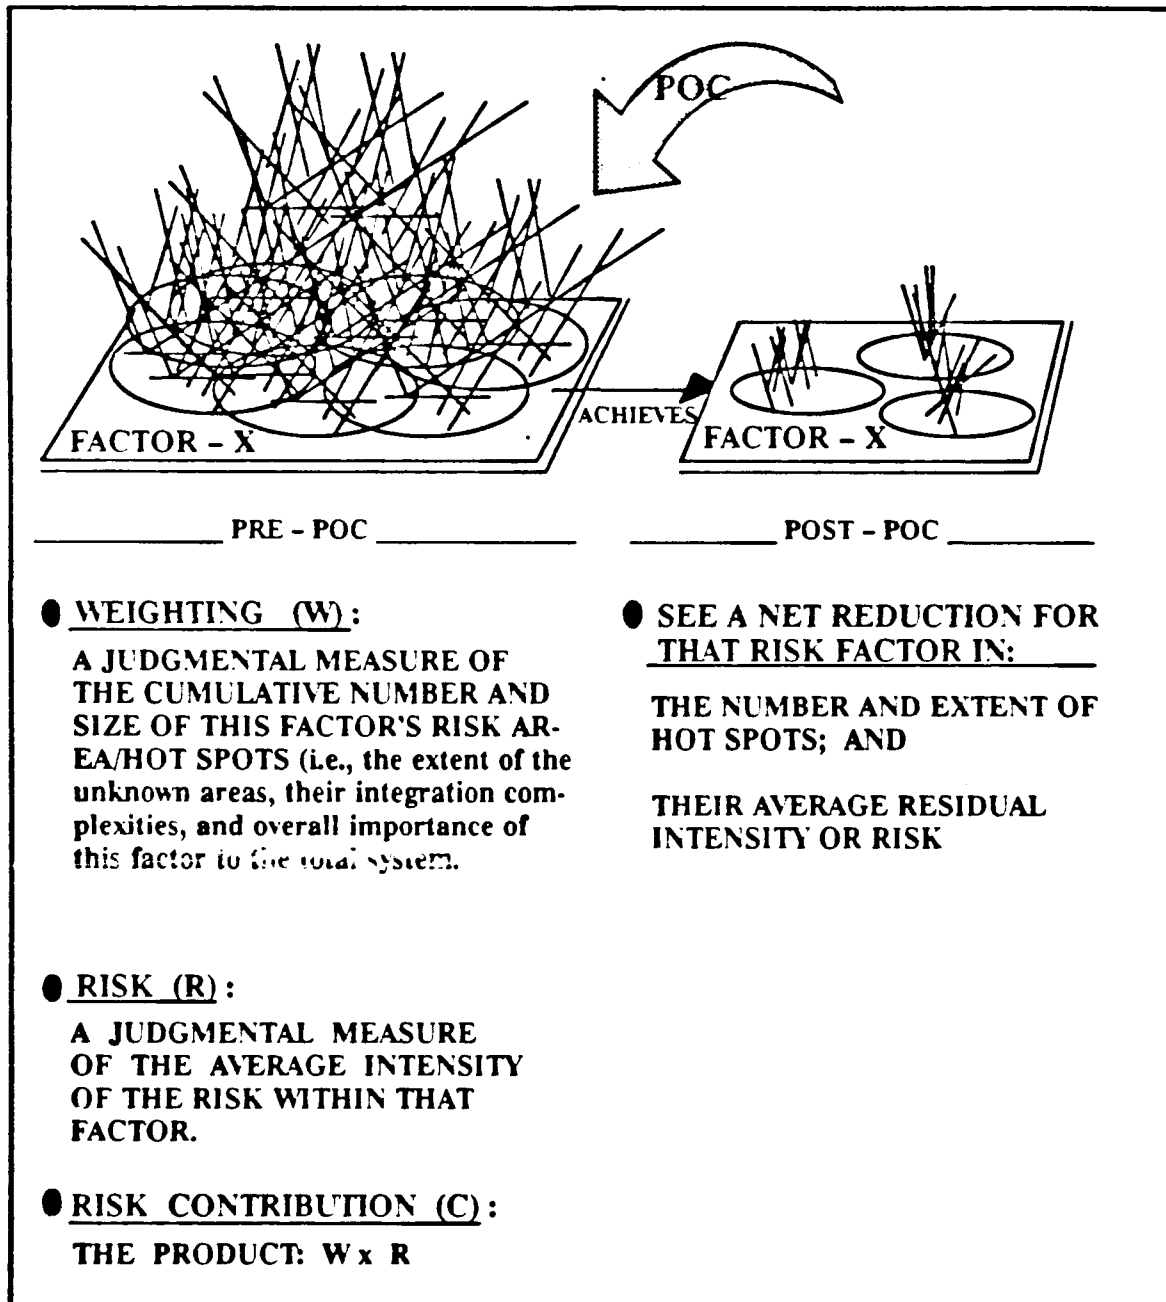 POC
ACHIEVES
FACTOR – X
FACTOR – X
PRE – POC
POST – POC
WEIGHTING (W) :
A JUDGMENTAL MEASURE OF
THE CUMULATIVE NUMBER AND
SIZE OF THIS FACTOR'S RISK AR-
EA/HOT SPOTS (i.e., the extent of the
unknown areas, their integration com-
plexities, and overall importance of
this factor to the total system.
RISK (R) :
A JUDGMENTAL MEASURE
OF THE AVERAGE INTENSITY
OF THE RISK WITHIN THAT
FACTOR.
RISK CONTRIBUTION (C) :
THE PRODUCT: W x R
SEE A NET REDUCTION FOR
THAT RISK FACTOR IN:
THE NUMBER AND EXTENT OF
HOT SPOTS; AND
THEIR AVERAGE RESIDUAL
INTENSITY OR RISK